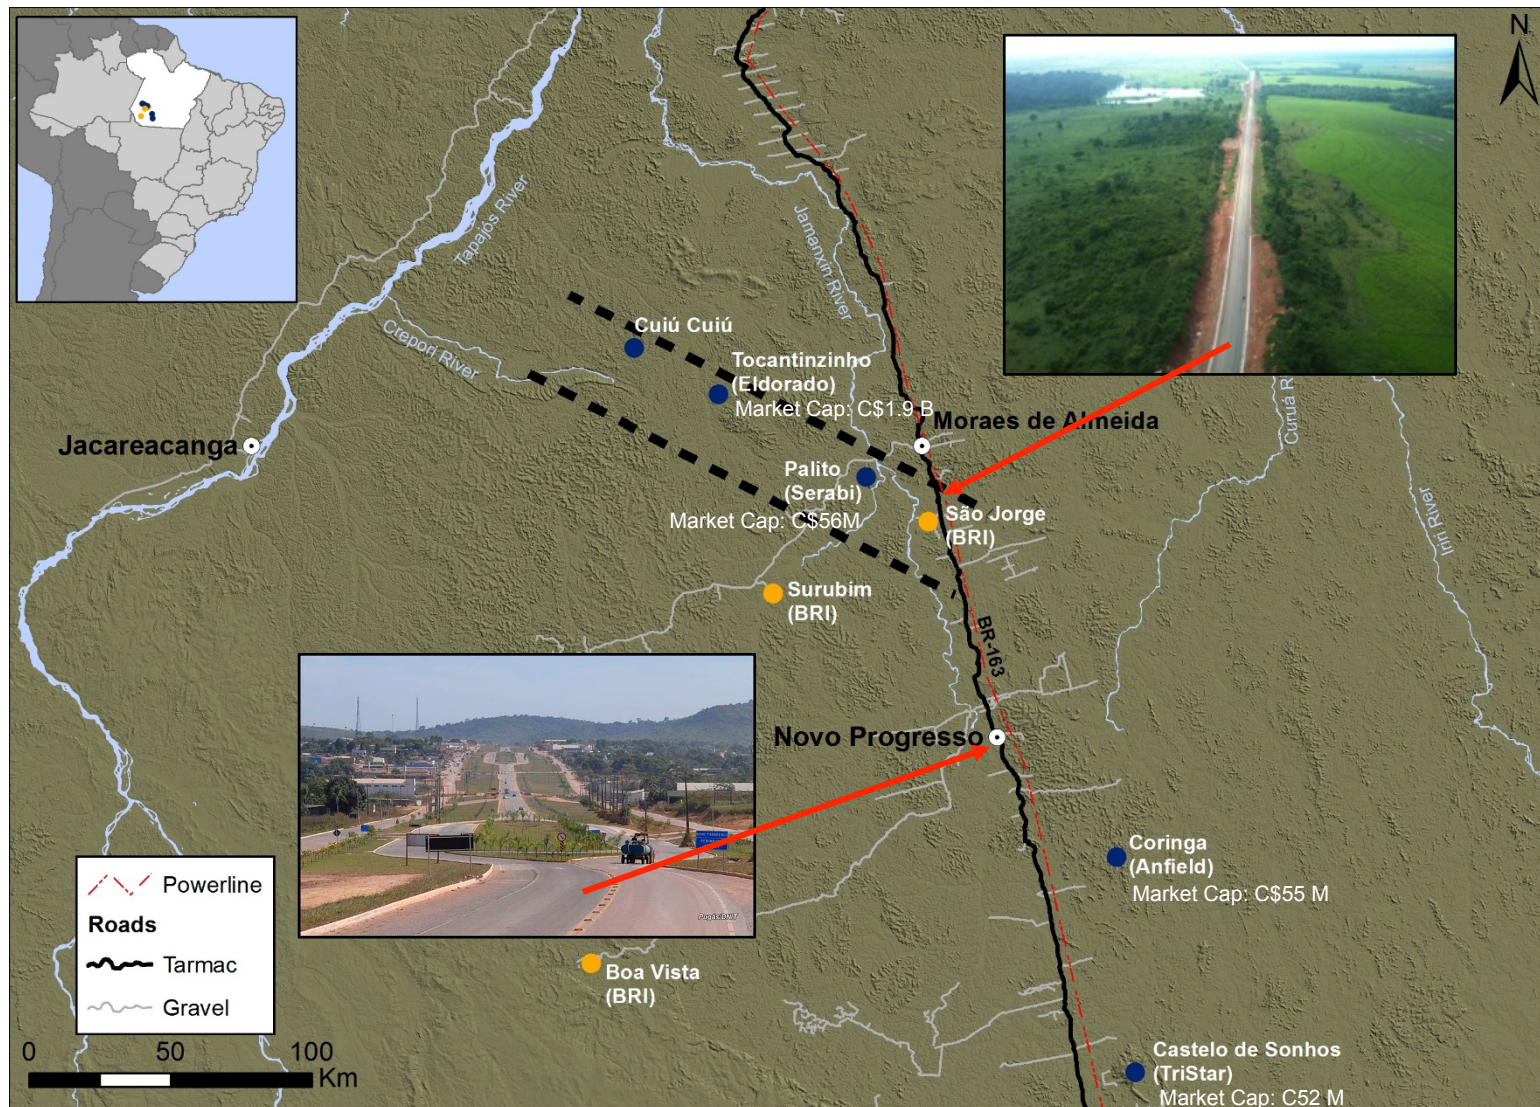 N
Tapajós River
Jamanxin River
Crepori River
Cuiú Cuiú
Tocantinzinho
(Eldorado)
Market Cap: C$1.9 B
Moraes de Almeida
Jacareacanga
Palito
(Serabi)
Market Cap: C$56M
São Jorge
(BRI)
Curuá R
Iriri River
Surubim
(BRI)
BR-163
Novo Progresso
Coringa
(Anfield)
Market Cap: C$55 M
Pugás/DNIT
Boa Vista
(BRI)
Powerline
Roads
Tarmac
Gravel
0 50 100
Km
Castelo de Sonhos
(TriStar)
Market Cap: C52 M